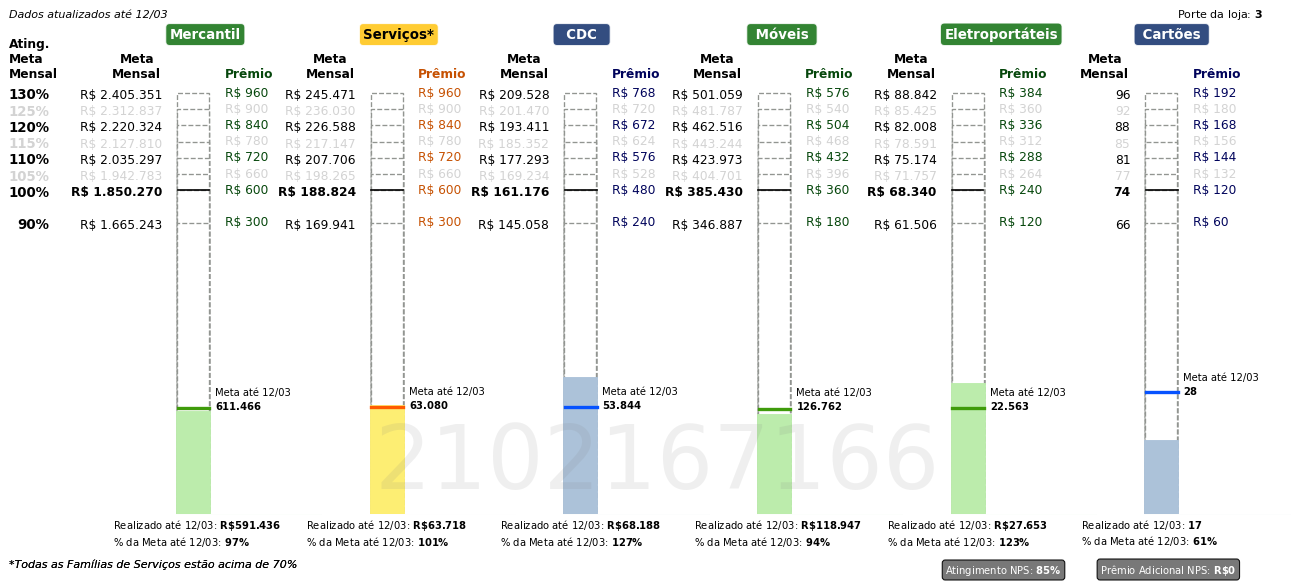 Dados atualizados até 12/03 Porte da loja: 3
Mercantil Serviços* CDC Móveis Eletroportáteis Cartões
Ating.
Meta Meta Meta Meta Meta Meta Meta
Mensal Mensal Prêmio Mensal Prêmio Mensal Prêmio Mensal Prêmio Mensal Prêmio Mensal Prêmio
130% R$ 2.405.351 R$ 960 R$ 245.471 R$ 960 R$ 209.528 R$ 768 R$ 501.059 R$ 576 R$ 88.842 R$ 384 96 R$ 192
125% R$ 2.312.837 R$ 900 R$ 236.030 R$ 900 R$ 201.470 R$ 720 R$ 481.787 R$ 540 R$ 85.425 R$ 360 92 R$ 180
120% R$ 2.220.324 R$ 840 R$ 226.588 R$ 840 R$ 193.411 R$ 672 R$ 462.516 R$ 504 R$ 82.008 R$ 336 88 R$ 168
115% R$ 2.127.810 R$ 780 R$ 217.147 R$ 780 R$ 185.352 R$ 624 R$ 443.244 R$ 468 R$ 78.591 R$ 312 85 R$ 156
110% R$ 2.035.297 R$ 720 R$ 207.706 R$ 720 R$ 177.293 R$ 576 R$ 423.973 R$ 432 R$ 75.174 R$ 288 81 R$ 144
105% R$ 1.942.783 R$ 660 R$ 198.265 R$ 660 R$ 169.234 R$ 528 R$ 404.701 R$ 396 R$ 71.757 R$ 264 77 R$ 132
100% R$ 1.850.270 R$ 600 R$ 188.824 R$ 600 R$ 161.176 R$ 480 R$ 385.430 R$ 360 R$ 68.340 R$ 240 74 R$ 120
90% R$ 1.665.243 R$ 300 R$ 169.941 R$ 300 R$ 145.058 R$ 240 R$ 346.887 R$ 180 R$ 61.506 R$ 120 66 R$ 60
Meta até 12/03 Meta até 12/03 Meta até 12/03 Meta até 12/03 Meta até 12/03 Meta até 12/03
611.466 63.080 53.844 126.762 22.563 28
2102167166
Realizado até 12/03: R$591.436 Realizado até 12/03: R$63.718 Realizado até 12/03: R$68.188 Realizado até 12/03: R$118.947 Realizado até 12/03: R$27.653 Realizado até 12/03: 17
% da Meta até 12/03: 97% % da Meta até 12/03: 101% % da Meta até 12/03: 127% % da Meta até 12/03: 94% % da Meta até 12/03: 123% % da Meta até 12/03: 61%
*Todas as Famílias de Serviços estão acima de 70% Atingimento NPS: 85% Prêmio Adicional NPS: R$0